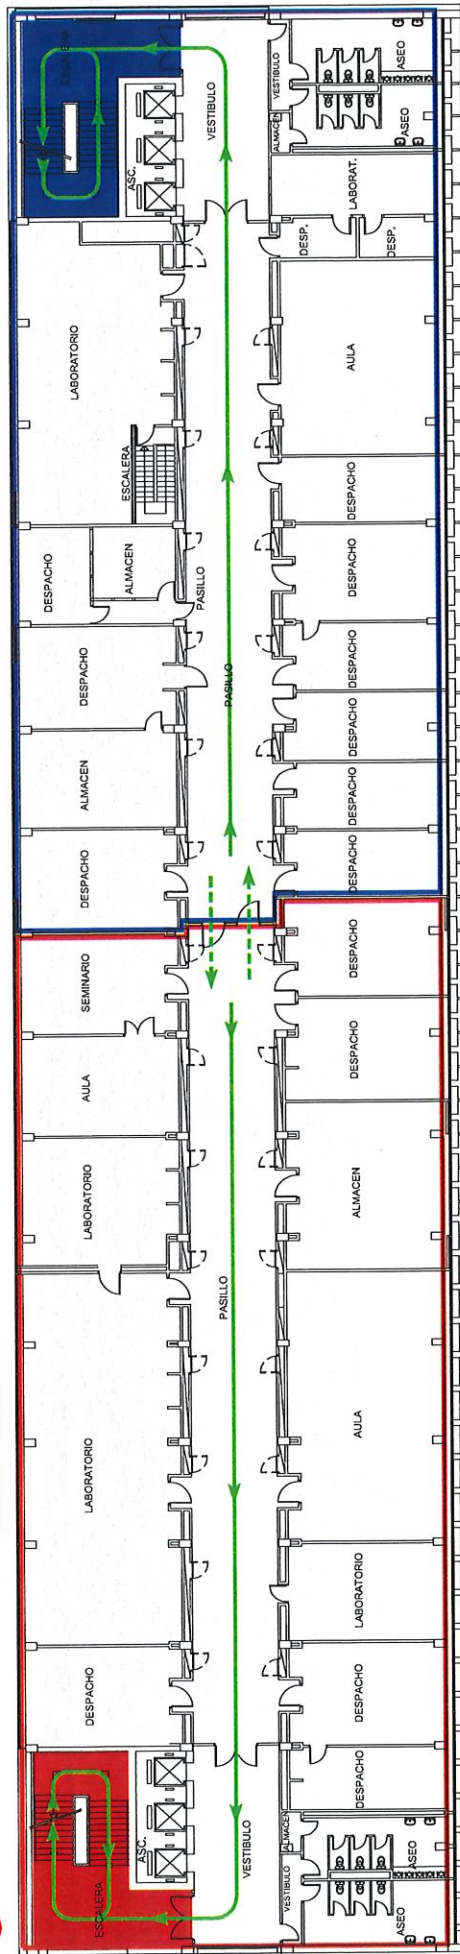 ESCALERA
ASC.
VESTIBULO
VESTIBULO
ALMACEN
ASEO
ASEO
LABORAT.
DESP.
DESP.
LABORATORIO
AULA
ESCALERA
DESPACHO
DESPACHO
ALMACEN
PASILLO
DESPACHO
DESPACHO
PASILLO
DESPACHO
DESPACHO
ALMACEN
DESPACHO
DESPACHO
DESPACHO
SEMINARIO
DESPACHO
AULA
DESPACHO
LABORATORIO
ALMACEN
PASILLO
LABORATORIO
AULA
LABORATORIO
DESPACHO
DESPACHO
DESPACHO
ASC.
ESCALERA
VESTIBULO
ALMACEN
VESTIBULO
ASEO
ASEO